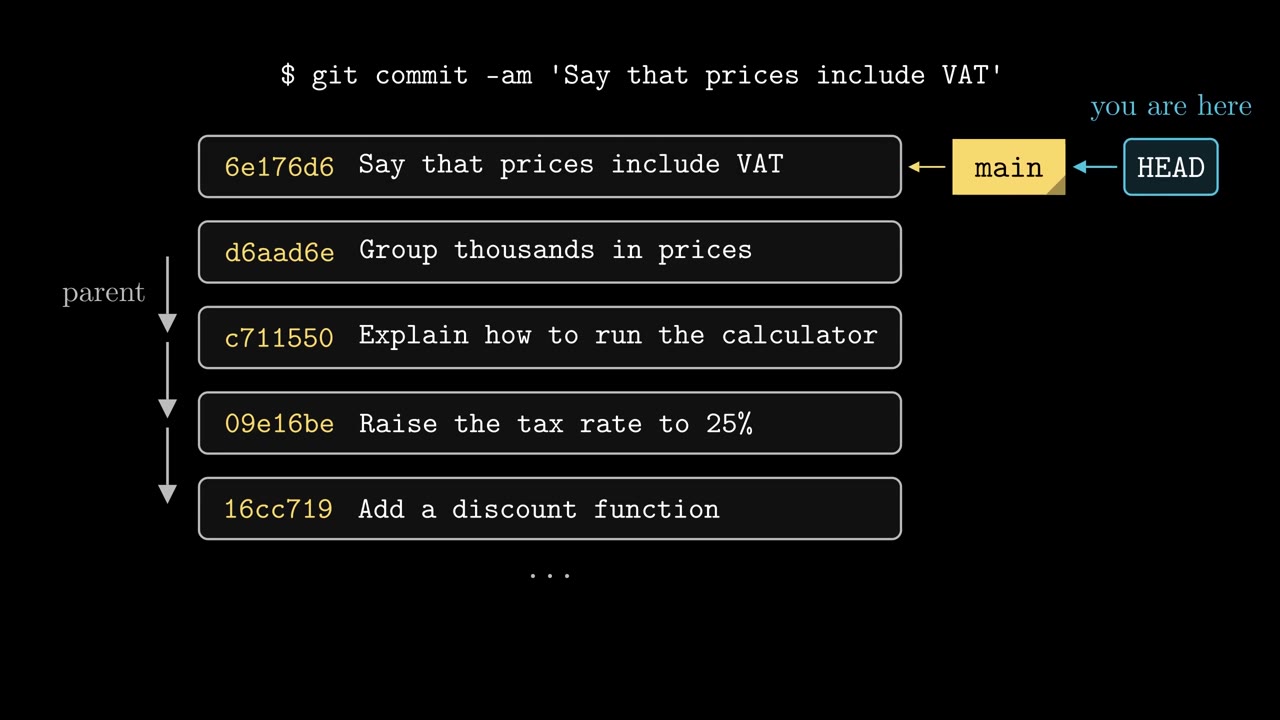 $ git commit -am 'Say that prices include VAT'
you are here
6e176d6 Say that prices include VAT
main
HEAD
d6aad6e Group thousands in prices
parent
c711550 Explain how to run the calculator
09e16be Raise the tax rate to 25%
16cc719 Add a discount function
...